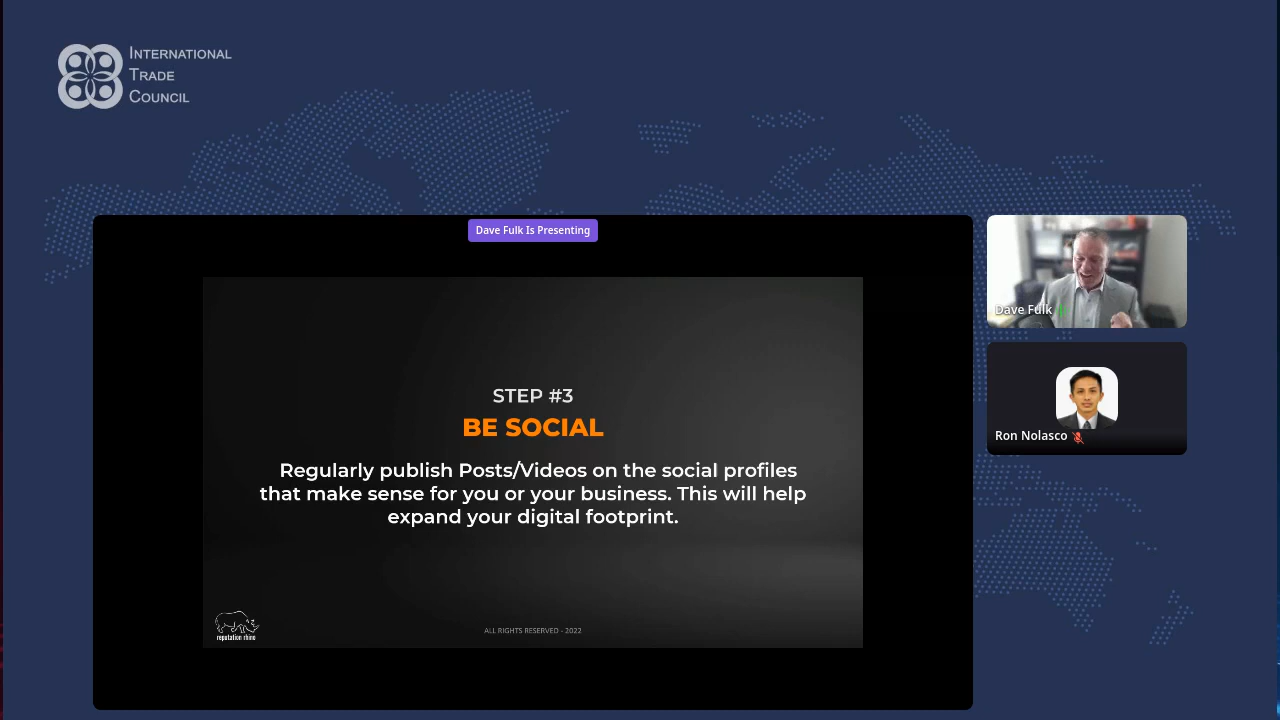 INTERNATIONAL
TRADE
COUNCIL
Dave Fulk Is Presenting
STEP #3
BE SOCIAL
Regularly publish Posts/Videos on the social profiles
that make sense for you or your business. This will help
expand your digital footprint.
reputation rhino
ALL RIGHTS RESERVED - 2022
Dave Fulk
Ron Nolasco